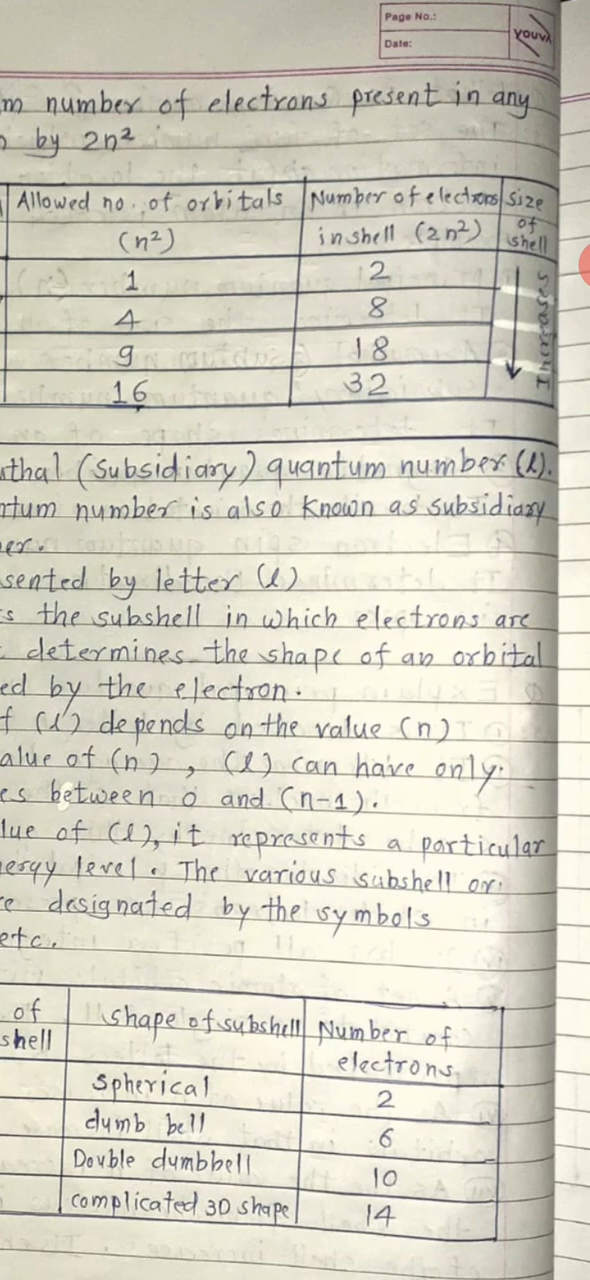 Page No.:
Date:
YOUVA
m number of electrons present in any
by 2n²
Allowed no. of orbitals (n²) | Number of electrons in shell (2n²) | Size of shell
1 | 2
4 | 8
9 | 18
16 | 32
Increases
thal (subsidiary) quantum number (l).
tum number is also known as subsidiary
er.
sented by letter (l)
s the subshell in which electrons are
determines the shape of an orbital
ed by the electron.
f (l) depends on the value (n)
alue of (n), (l) can have only
es between 0 and (n-1).
lue of (l), it represents a particular
nergy level. The various subshell or
e designated by the symbols
etc.
of shell | shape of subshell | Number of electrons
Spherical | 2
dumb bell | 6
Double dumbbell | 10
complicated 3D shape | 14